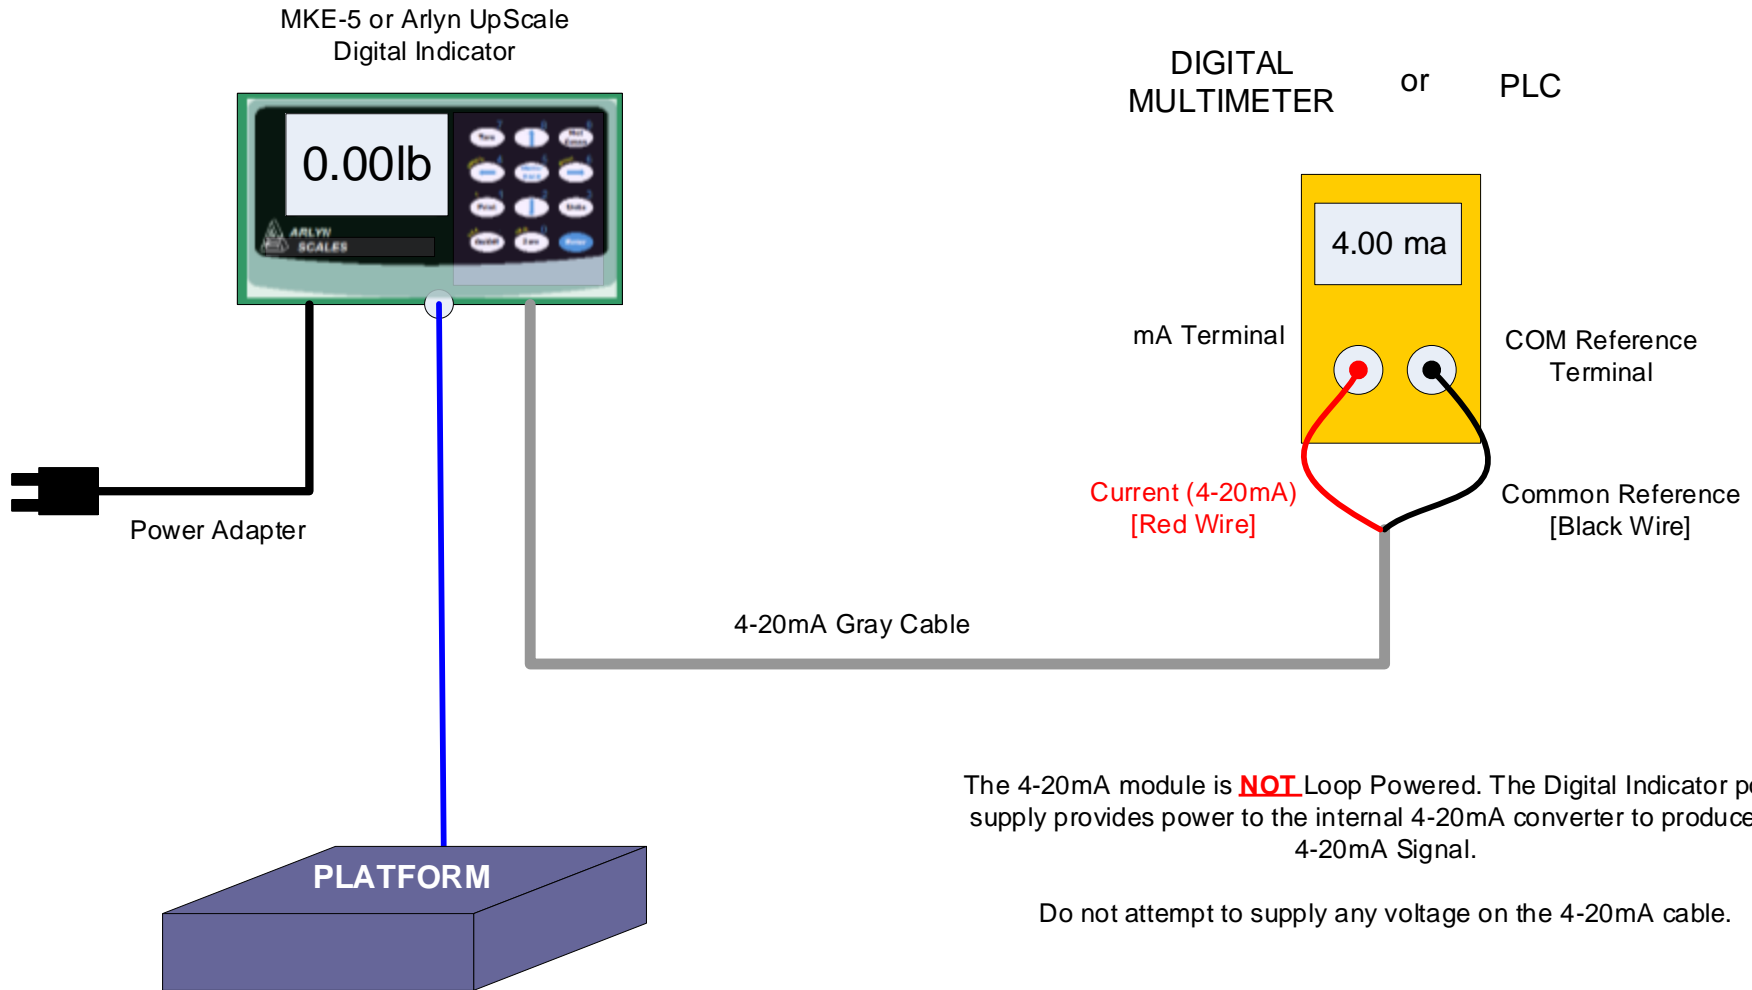 MKE-5 or Arlyn UpScale
Digital Indicator
DIGITAL
MULTIMETER
or
PLC
0.00lb
ARLYN
SCALES
4.00 ma
mA Terminal
COM Reference
Terminal
Current (4-20mA)
[Red Wire]
Common Reference
[Black Wire]
Power Adapter
4-20mA Gray Cable
The 4-20mA module is NOT Loop Powered. The Digital Indicator
supply provides power to the internal 4-20mA converter to produce
4-20mA Signal.
Do not attempt to supply any voltage on the 4-20mA cable.
PLATFORM